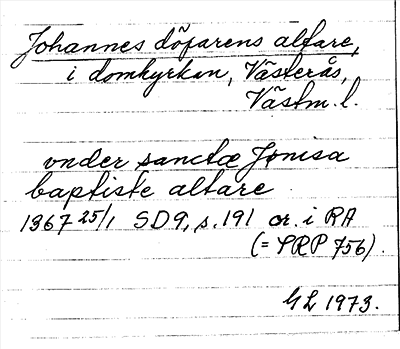 Johannes döparens altare,
i domkyrkan, Västerås,
Västm. l.
vnder sanctæ Jonisa
baptiste altare
1367 25/1 SD9, s. 191 or. i RA
(= SRP 756).
GL 1973.